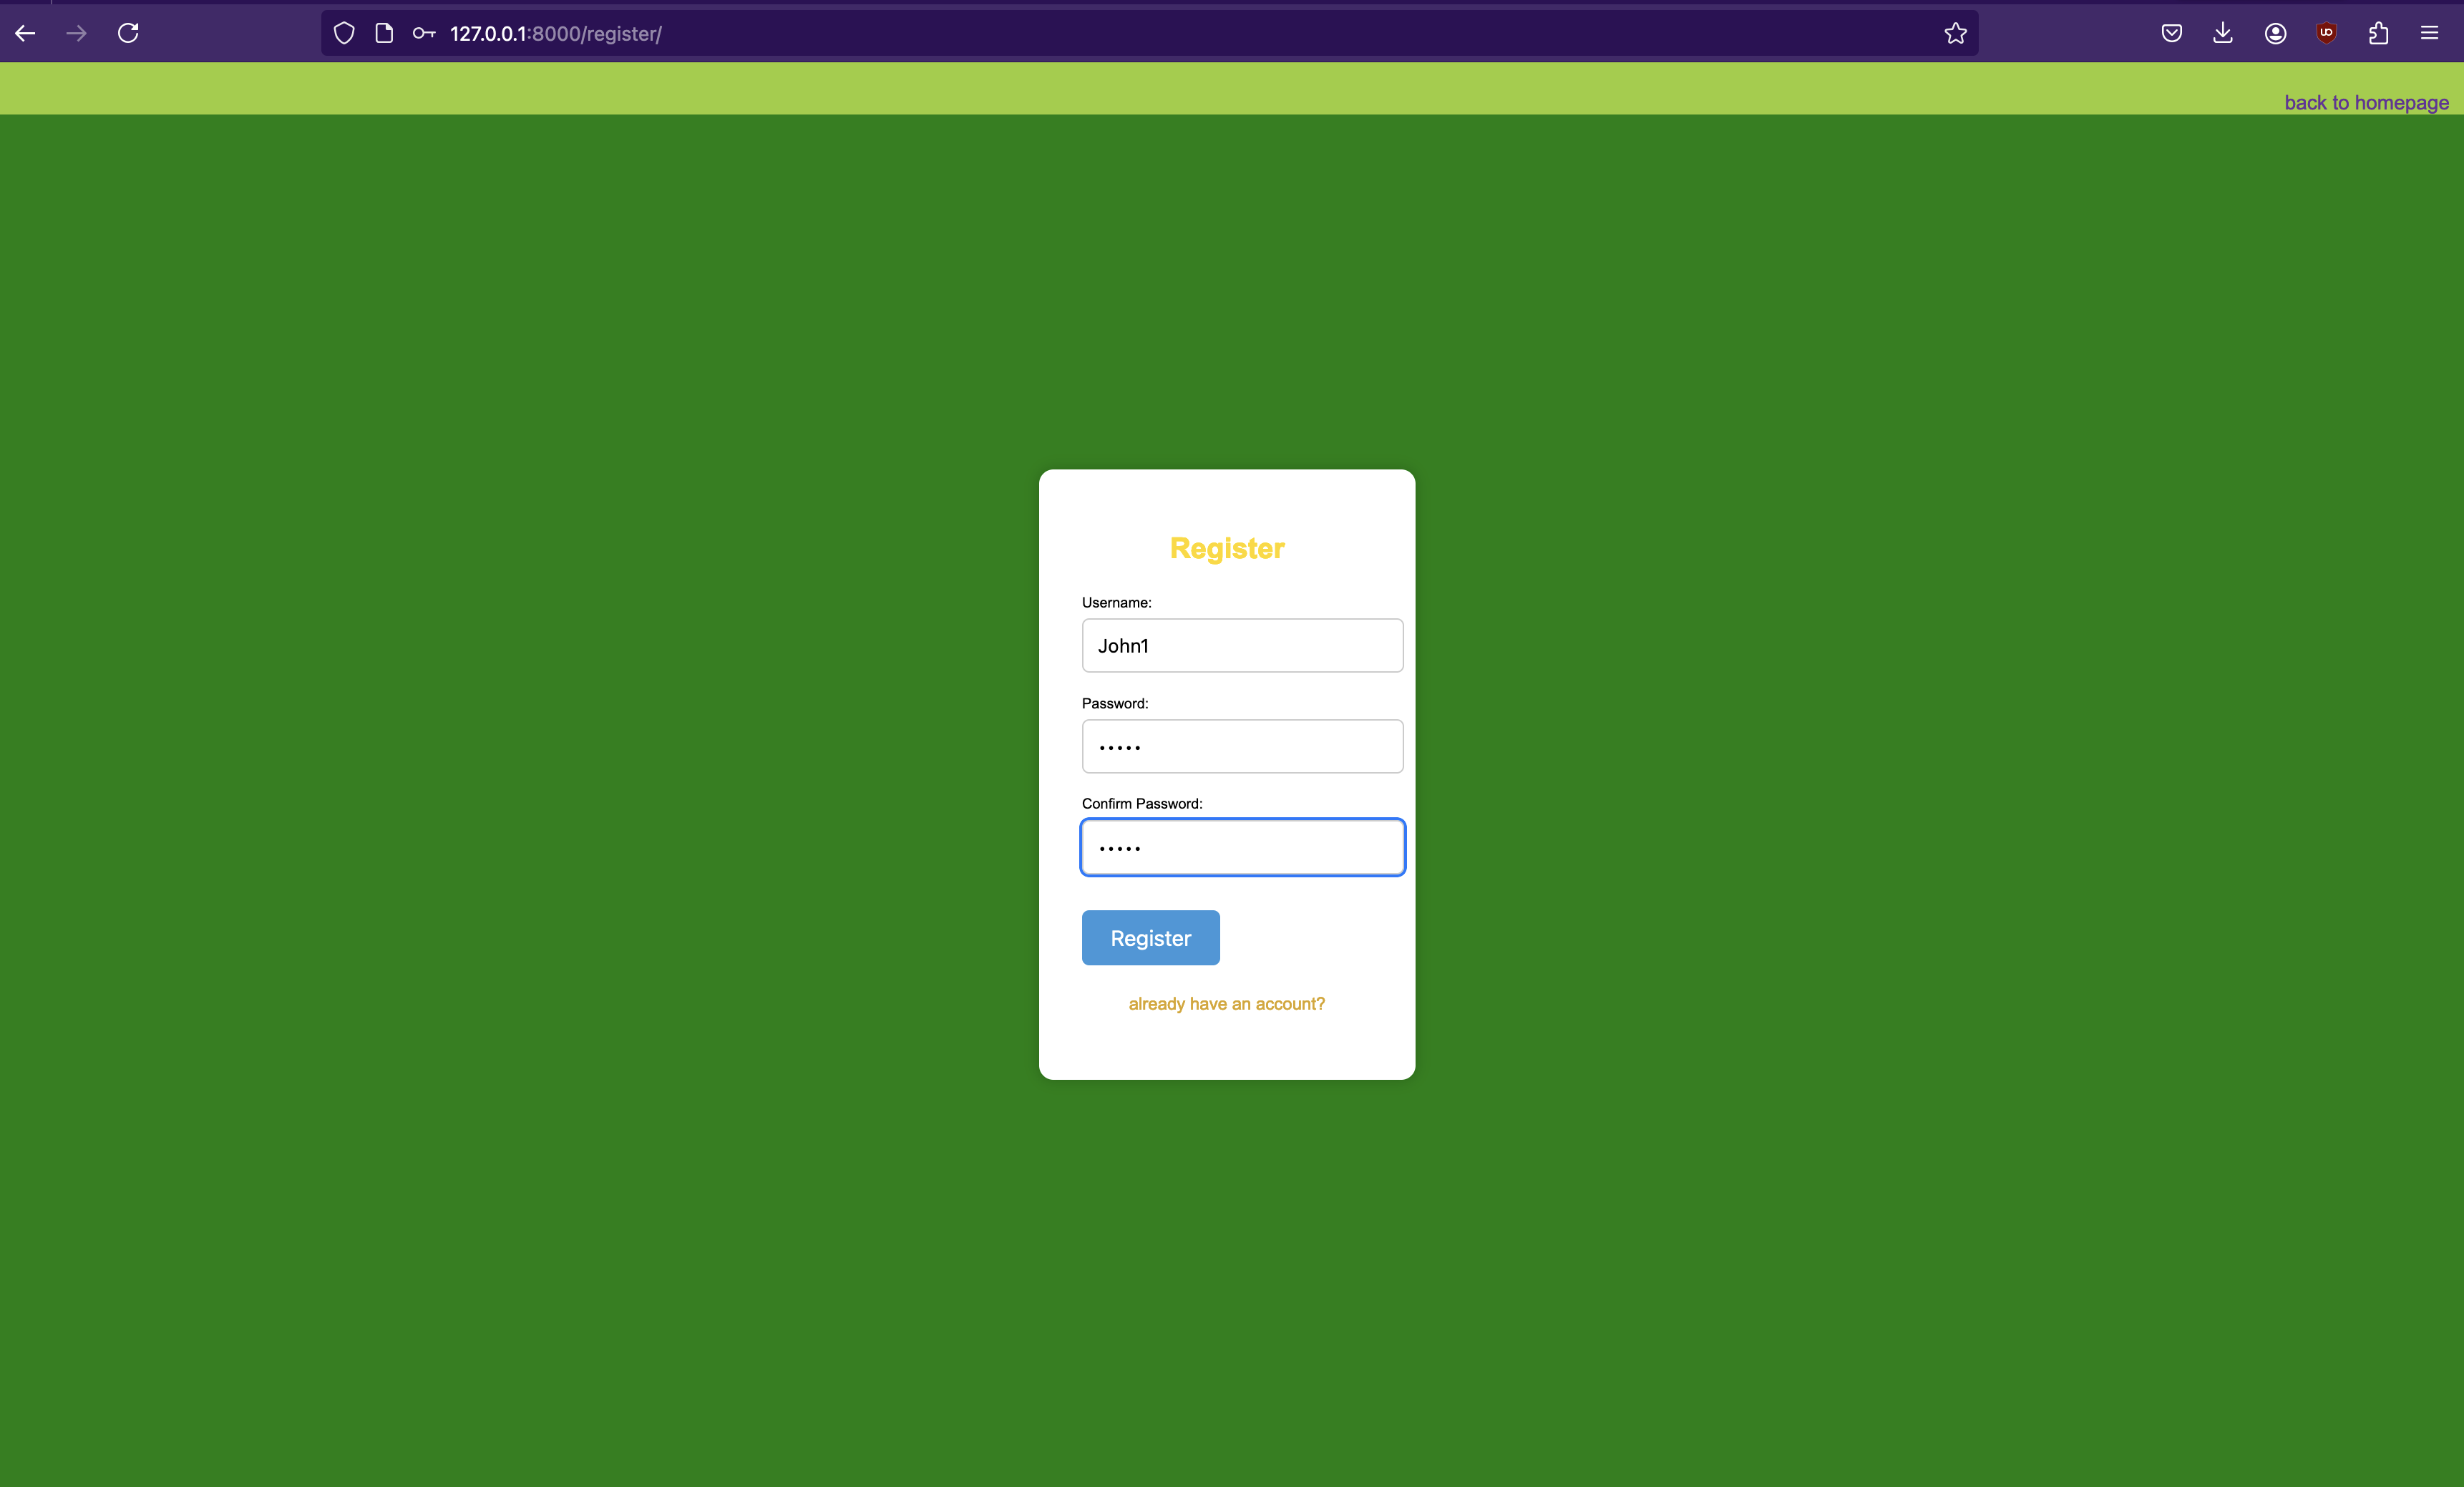 127.0.0.1:8000/register/
back to homepage
Register
Username:
John1
Password:
•••••
Confirm Password:
•••••
Register
already have an account?